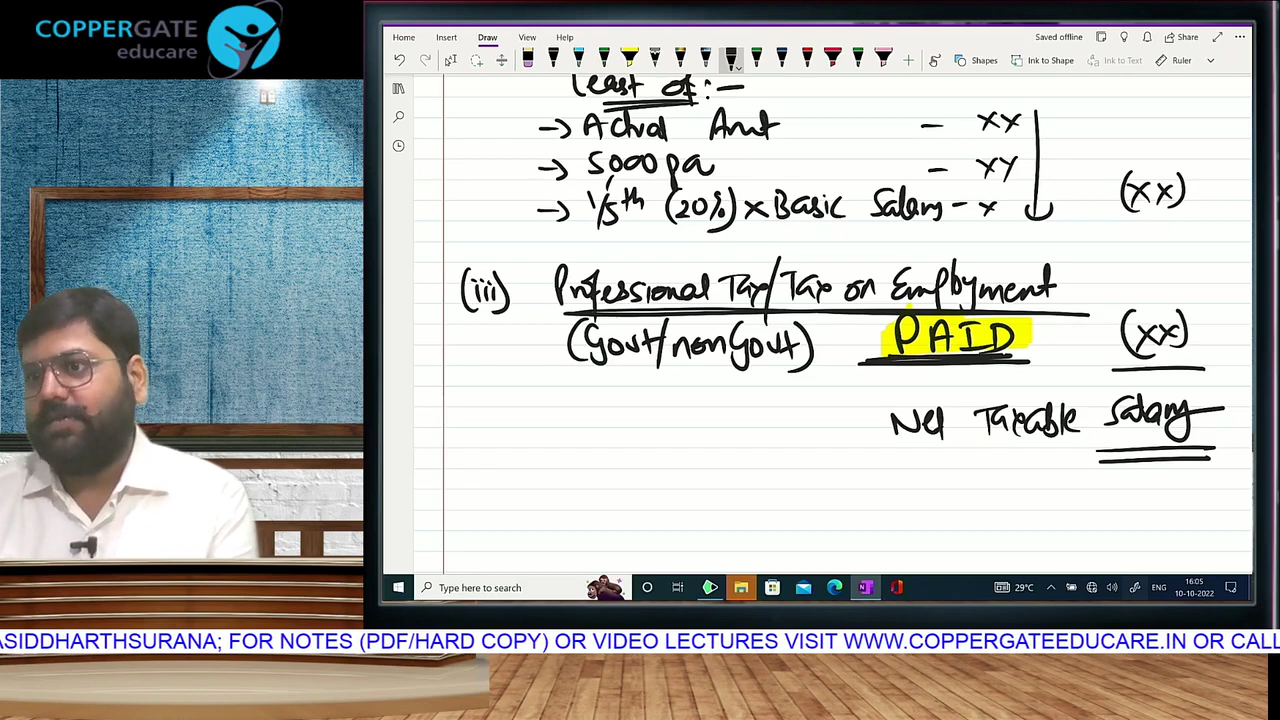 COPPERGATE
educare
Home Insert Draw View Help
Saved offline
Share
Shapes
Ink to Shape
Ink to Text
Ruler
Least of:-
→ Actual Amt - XX
→ 5000 pa - XY
→ 1/5th (20%) x Basic Salary - x (XX)
(iii) Professional Tax/Tax on Employment
(Govt/nonGovt) PAID (XX)
Net Taxable Salary
Type here to search
29°C
ENG
16:05
10-10-2022
ASIDDHARTHSURANA; FOR NOTES (PDF/HARD COPY) OR VIDEO LECTURES VISIT WWW.COPPERGATEEDUCARE.IN OR CALL